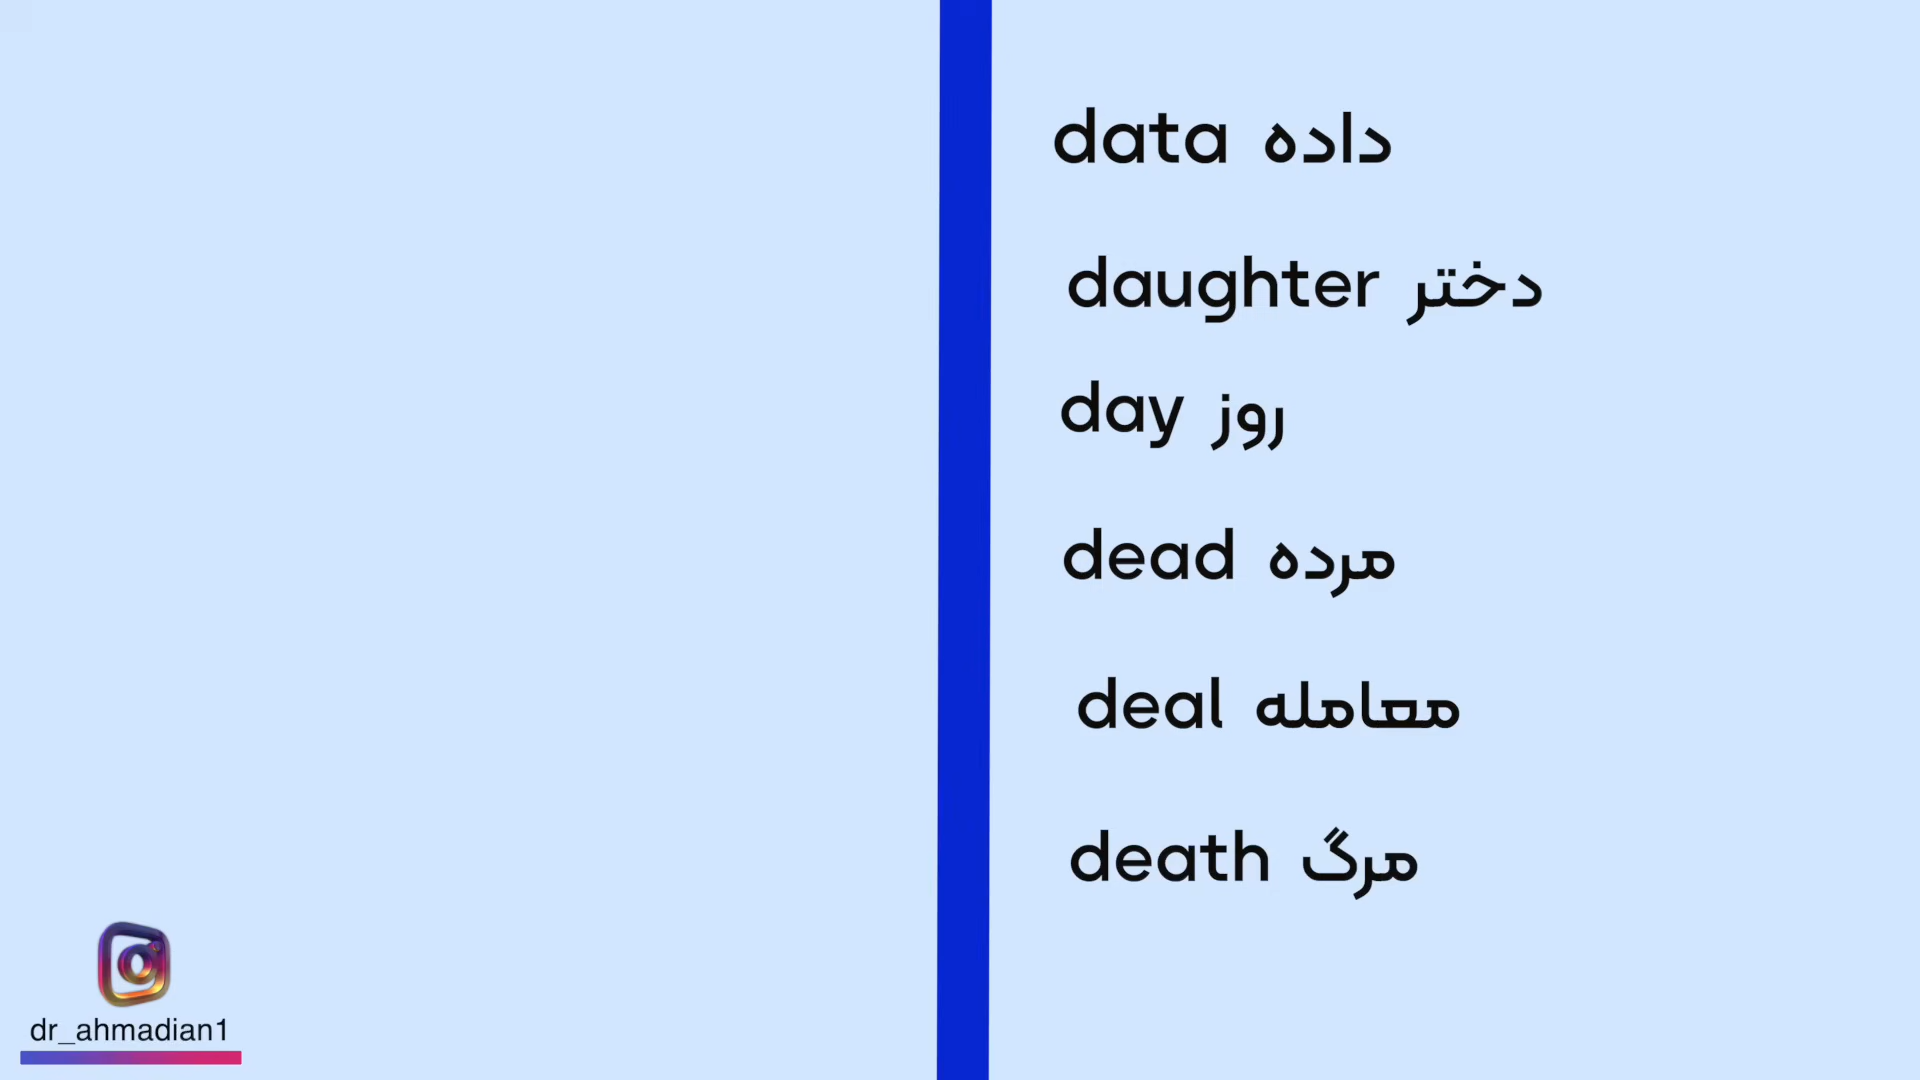 data داده
daughter دختر
day روز
dead مرده
deal معامله
death مرگ
dr_ahmadian1